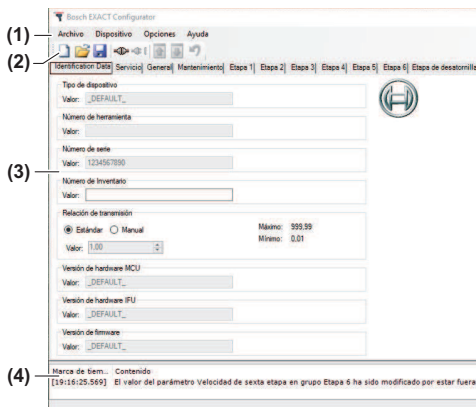 Bosch EXACT Configurator
(1)
Archivo Dispositivo Opciones Ayuda
(2)
Identification Data Servicio General Mantenimiento Etapa 1 Etapa 2 Etapa 3 Etapa 4 Etapa 5 Etapa 6 Etapa de desatornilla
Tipo de dispositivo
Valor: _DEFAULT_
Número de herramienta
Valor:
(3)
Número de serie
Valor: 1234567890
Número de Inventario
Valor:
Relación de transmisión
Estándar Manual Máximo: 999,99
Mínimo: 0,01
Valor: 1,00
Versión de hardware MCU
Valor: _DEFAULT_
Versión de hardware IFU
Valor: _DEFAULT_
Versión de firmware
Valor: _DEFAULT_
(4)
Marca de tiem... Contenido
[19:16:25.569] El valor del parámetro Velocidad de sexta etapa en grupo Etapa 6 ha sido modificado por estar fuera